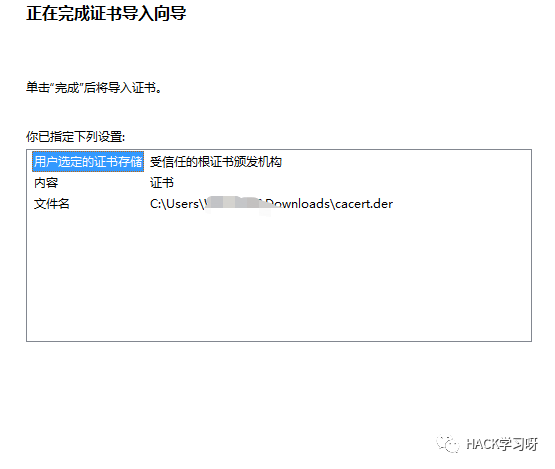 正在完成证书导入向导
单击“完成”后将导入证书。
你已指定下列设置:
用户选定的证书存储 受信任的根证书颁发机构
内容 证书
文件名 C:\Users\ \Downloads\cacert.der
HACK学习呀